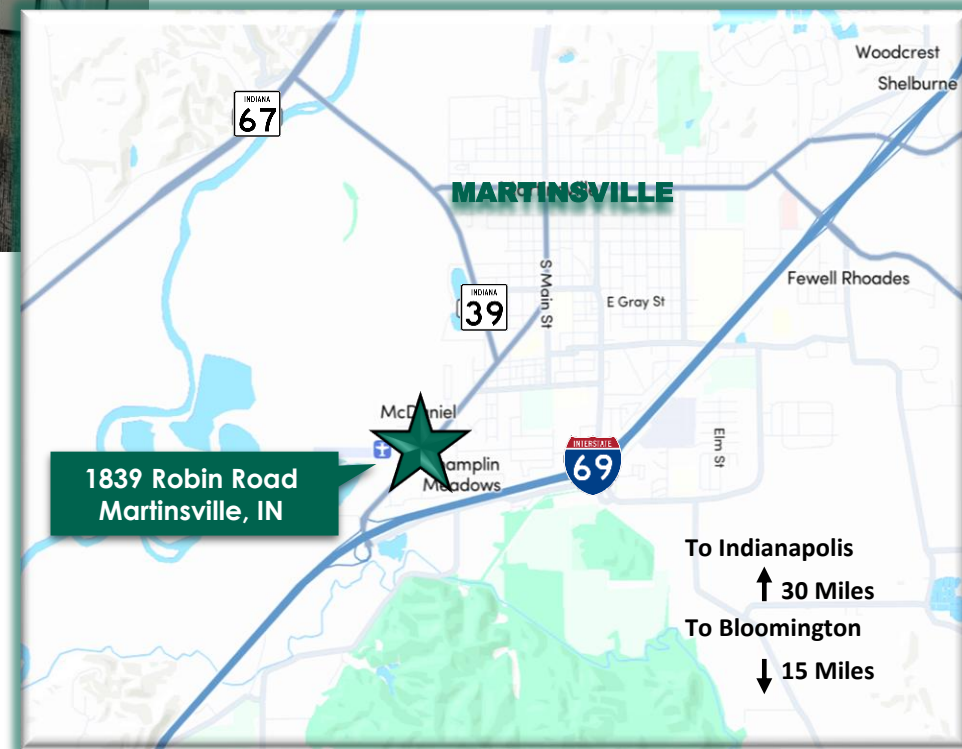 Woodcrest
Shelburne
INDIANA
67
MARTINSVILLE
Fewell Rhoades
S Main St
INDIANA
39
E Gray St
McDaniel
Elm St
INTERSTATE
69
Meadows
1839 Robin Road
Martinsville, IN
To Indianapolis
30 Miles
To Bloomington
15 Miles